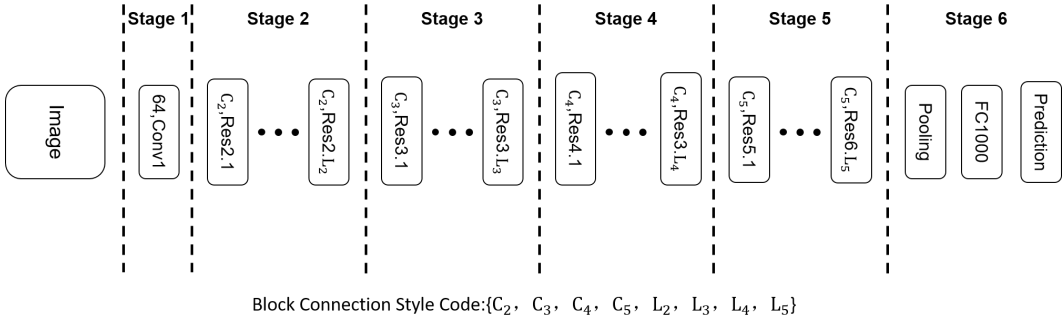 Stage 1
Stage 2
Stage 3
Stage 4
Stage 5
Stage 6
Image
64,Conv1
C₂,Res2.1
C₂,Res2.L₂
C₃,Res3.1
C₃,Res3.L₃
C₄,Res4.1
C₄,Res3.L₄
C₅,Res5.1
C₅,Res6.L₅
Pooling
FC1000
Prediction
Block Connection Style Code:{C₂, C₃, C₄, C₅, L₂, L₃, L₄, L₅}